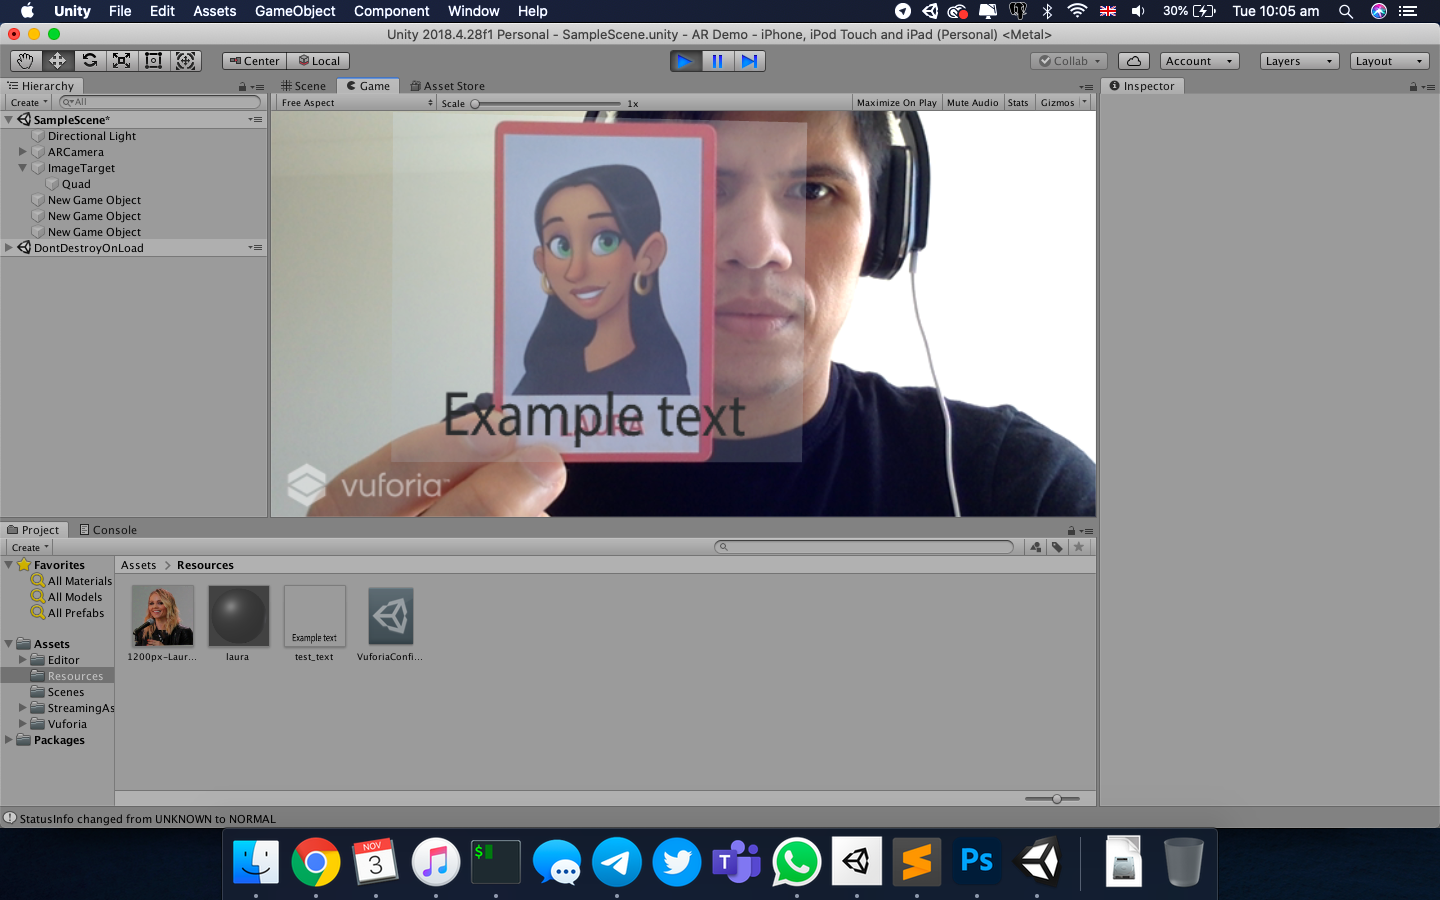 Unity File Edit Assets GameObject Component Window Help
30% Tue 10:05 am
Unity 2018.4.28f1 Personal - SampleScene.unity - AR Demo - iPhone, iPod Touch and iPad (Personal) <Metal>
Center Local
Collab Account Layers Layout
Hierarchy
Create All
SampleScene*
Directional Light
ARCamera
ImageTarget
Quad
New Game Object
New Game Object
New Game Object
DontDestroyOnLoad
Scene Game Asset Store
Free Aspect Scale 1x Maximize On Play Mute Audio Stats Gizmos
Example text
LAURA
vuforia™
Inspector
Project Console
Create
Favorites
All Materials
All Models
All Prefabs
Assets
Editor
Resources
Scenes
StreamingAs
Vuforia
Packages
Assets > Resources
Example text
1200px-Laur... laura test_text VuforiaConfi...
StatusInfo changed from UNKNOWN to NORMAL
NOV
3
$
T
Ps